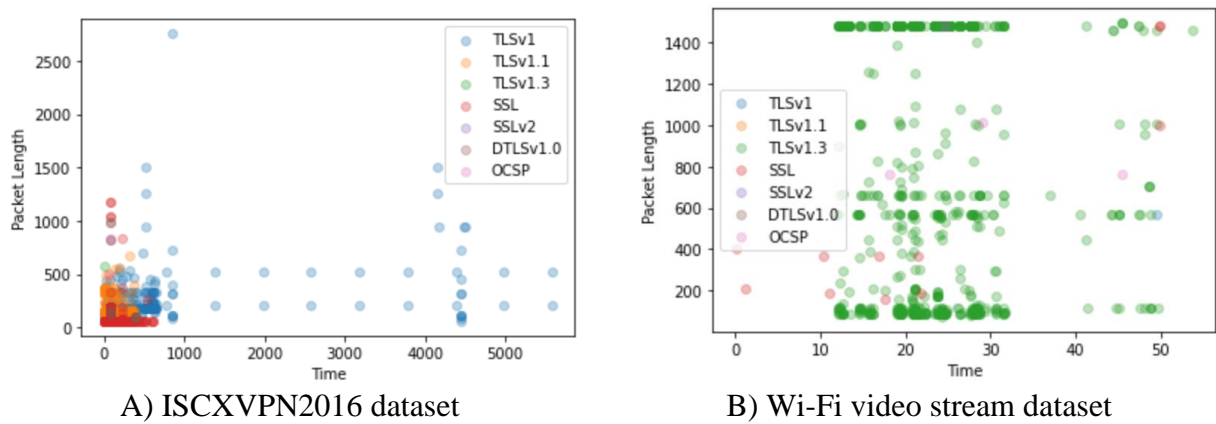 2500
2000
1500
1000
500
0
Packet Length
TLSv1
TLSv1.1
TLSv1.3
SSL
SSLv2
DTLSv1.0
OCSP
0 1000 2000 3000 4000 5000
Time
A) ISCXVPN2016 dataset
1400
1200
1000
800
600
400
200
Packet Length
TLSv1
TLSv1.1
TLSv1.3
SSL
SSLv2
DTLSv1.0
OCSP
0 10 20 30 40 50
Time
B) Wi-Fi video stream dataset